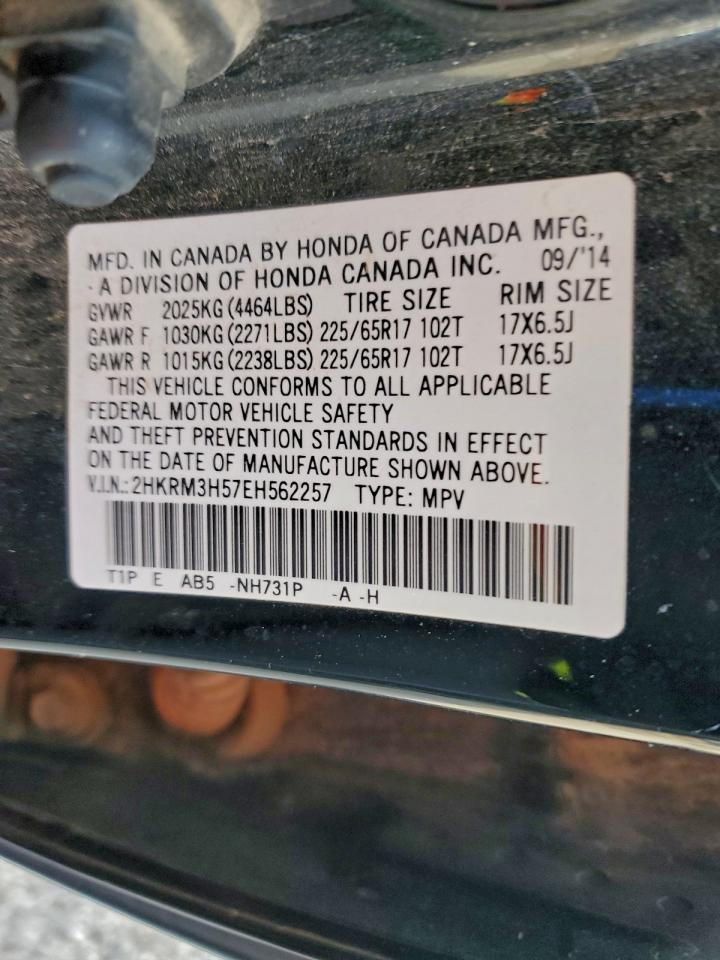 MFD. IN CANADA BY HONDA OF CANADA MFG.,
- A DIVISION OF HONDA CANADA INC. 09/'14
GVWR 2025KG(4464LBS) TIRE SIZE RIM SIZE
GAWR F 1030KG(2271LBS) 225/65R17 102T 17X6.5J
GAWR R 1015KG(2238LBS) 225/65R17 102T 17X6.5J
THIS VEHICLE CONFORMS TO ALL APPLICABLE
FEDERAL MOTOR VEHICLE SAFETY
AND THEFT PREVENTION STANDARDS IN EFFECT
ON THE DATE OF MANUFACTURE SHOWN ABOVE.
V.I.N.: 2HKRM3H57EH562257 TYPE: MPV
T1P E AB5 -NH731P -A -H